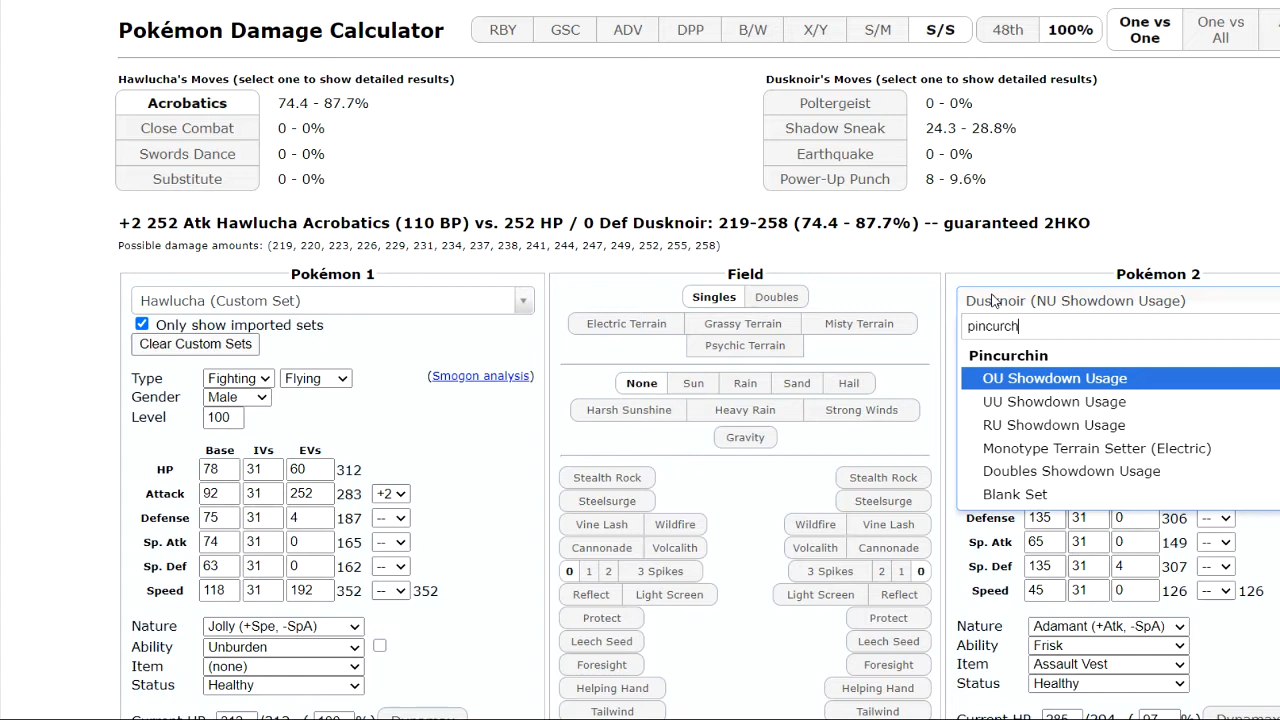 Pokémon Damage Calculator RBY GSC ADV DPP B/W X/Y S/M S/S 48th 100% One vs One One vs All
Hawlucha's Moves (select one to show detailed results)
Acrobatics 74.4 - 87.7%
Close Combat 0 - 0%
Swords Dance 0 - 0%
Substitute 0 - 0%
Dusknoir's Moves (select one to show detailed results)
Poltergeist 0 - 0%
Shadow Sneak 24.3 - 28.8%
Earthquake 0 - 0%
Power-Up Punch 8 - 9.6%
+2 252 Atk Hawlucha Acrobatics (110 BP) vs. 252 HP / 0 Def Dusknoir: 219-258 (74.4 - 87.7%) -- guaranteed 2HKO
Possible damage amounts: (219, 220, 223, 226, 229, 231, 234, 237, 238, 241, 244, 247, 249, 252, 255, 258)
Pokémon 1
Hawlucha (Custom Set)
Only show imported sets
Clear Custom Sets
Type Fighting Flying (Smogon analysis)
Gender Male
Level 100
Base IVs EVs
HP 78 31 60 312
Attack 92 31 252 283 +2
Defense 75 31 4 187 --
Sp. Atk 74 31 0 165 --
Sp. Def 63 31 0 162 --
Speed 118 31 192 352 -- 352
Nature Jolly (+Spe, -SpA)
Ability Unburden
Item (none)
Status Healthy
Field
Singles Doubles
Electric Terrain Grassy Terrain Misty Terrain
Psychic Terrain
None Sun Rain Sand Hail
Harsh Sunshine Heavy Rain Strong Winds
Gravity
Stealth Rock Stealth Rock
Steelsurge Steelsurge
Vine Lash Wildfire Wildfire Vine Lash
Cannonade Volcalith Volcalith Cannonade
0 1 2 3 Spikes 3 Spikes 2 1 0
Reflect Light Screen Light Screen Reflect
Protect Protect
Leech Seed Leech Seed
Foresight Foresight
Helping Hand Helping Hand
Tailwind Tailwind
Pokémon 2
Dusknoir (NU Showdown Usage)
pincurch
Pincurchin
OU Showdown Usage
UU Showdown Usage
RU Showdown Usage
Monotype Terrain Setter (Electric)
Doubles Showdown Usage
Blank Set
Defense 135 31 0 306 --
Sp. Atk 65 31 0 149 --
Sp. Def 135 31 4 307 --
Speed 45 31 0 126 -- 126
Nature Adamant (+Atk, -SpA)
Ability Frisk
Item Assault Vest
Status Healthy